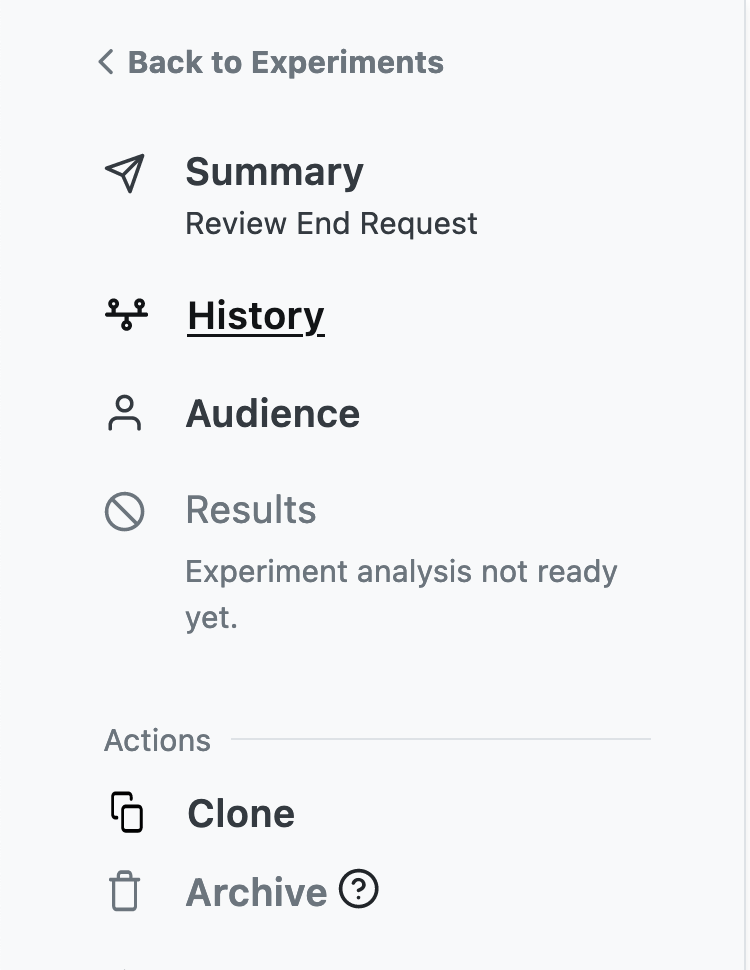 Back to Experiments
Summary
Review End Request
History
Audience
Results
Experiment analysis not ready
yet.
Actions
Clone
Archive